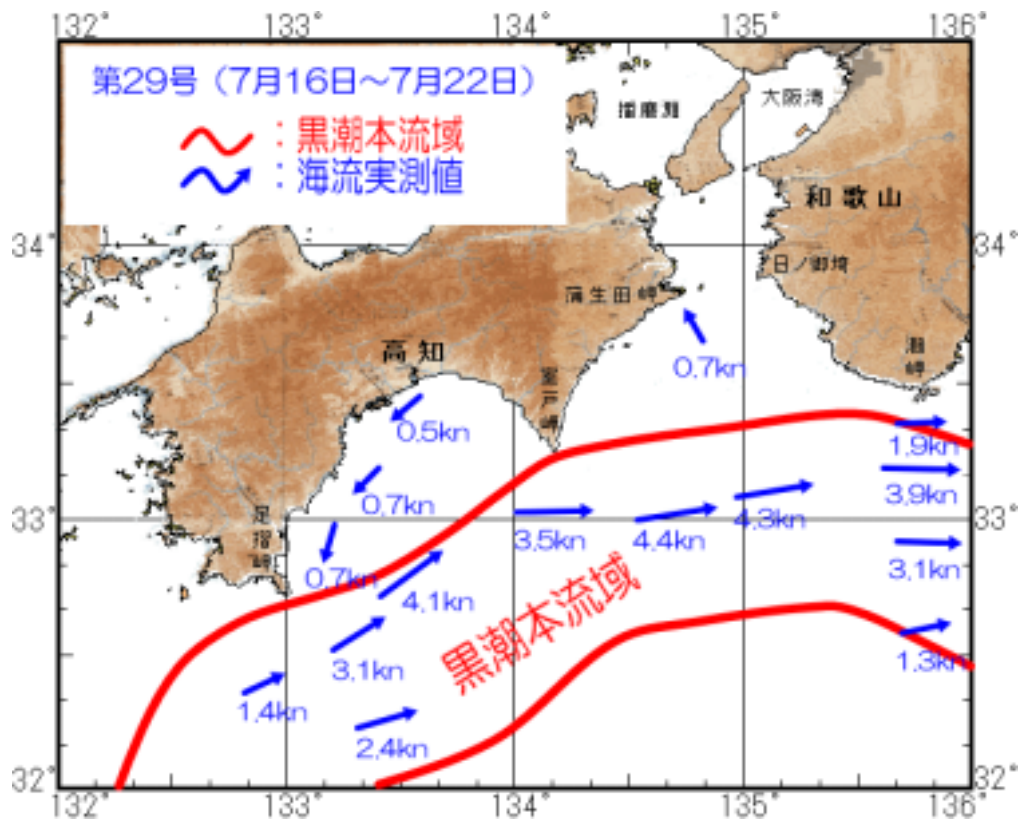 132° 133° 134° 135° 136°
第29号（7月16日～7月22日）
：黒潮本流域
：海流実測値
播磨灘
大阪湾
和歌山
34° 34°
日ノ御埼
蒲生田岬
高知
潮岬
室戸岬
0.7kn
0.5kn
1.9kn
0.7kn
3.9kn
33° 33°
足摺岬
3.5kn
4.4kn
4.3kn
0.7kn
3.1kn
4.1kn
黒潮本流域
3.1kn
1.3kn
1.4kn
2.4kn
32° 32°
132° 133° 134° 135° 136°